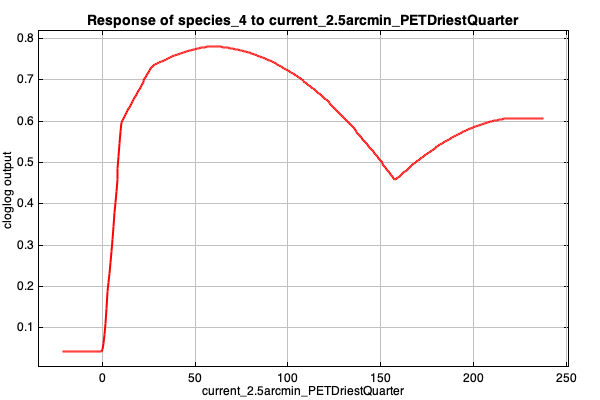 Response of species_4 to current_2.5arcmin_PETDriestQuarter
0.8
0.7
0.6
0.5
0.4
0.3
0.2
0.1
cloglog output
0 50 100 150 200 250
current_2.5arcmin_PETDriestQuarter